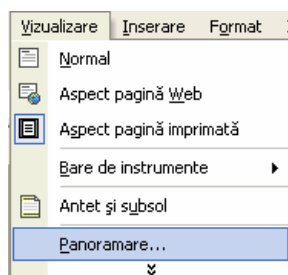 Vizualizare Inserare Format
Normal
Aspect pagină Web
Aspect pagină imprimată
Bare de instrumente
Antet și subsol
Panoramare...